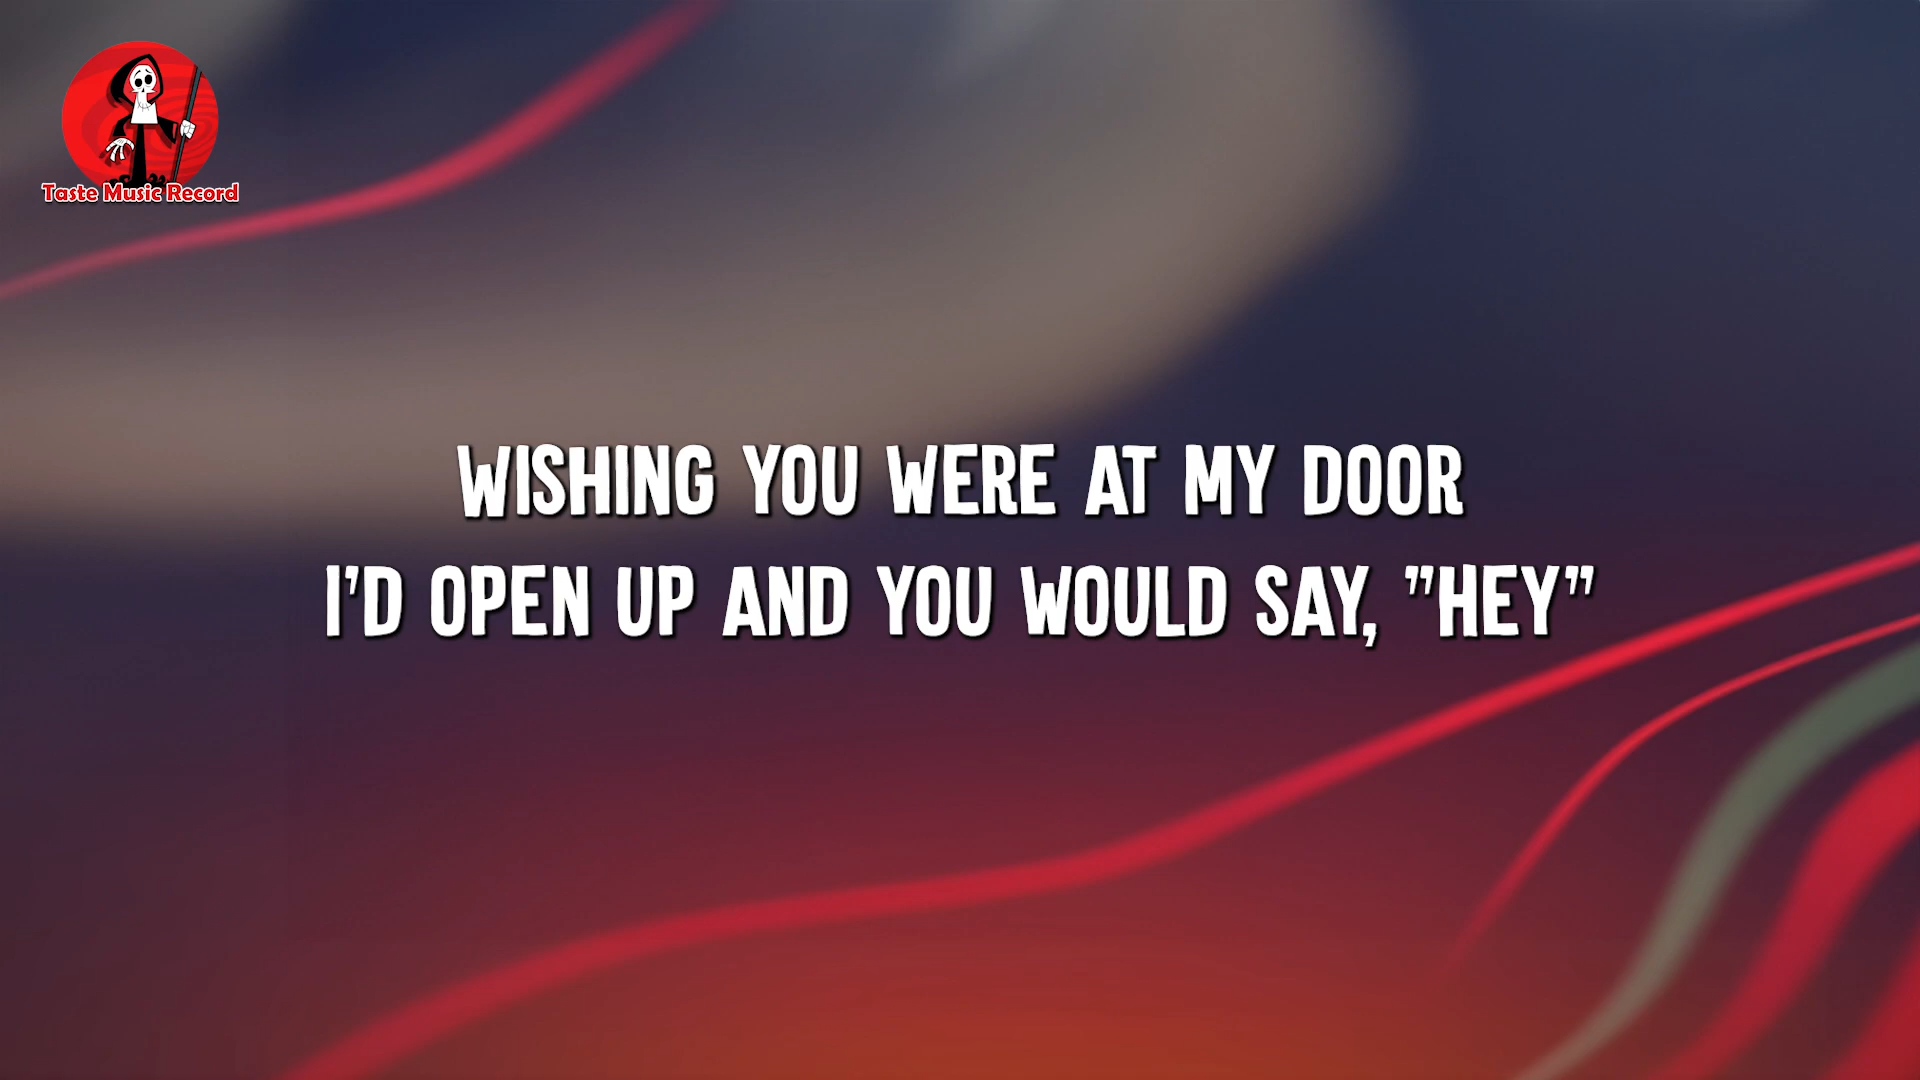 Taste Music Record
WISHING YOU WERE AT MY DOOR
I'D OPEN UP AND YOU WOULD SAY, "HEY"